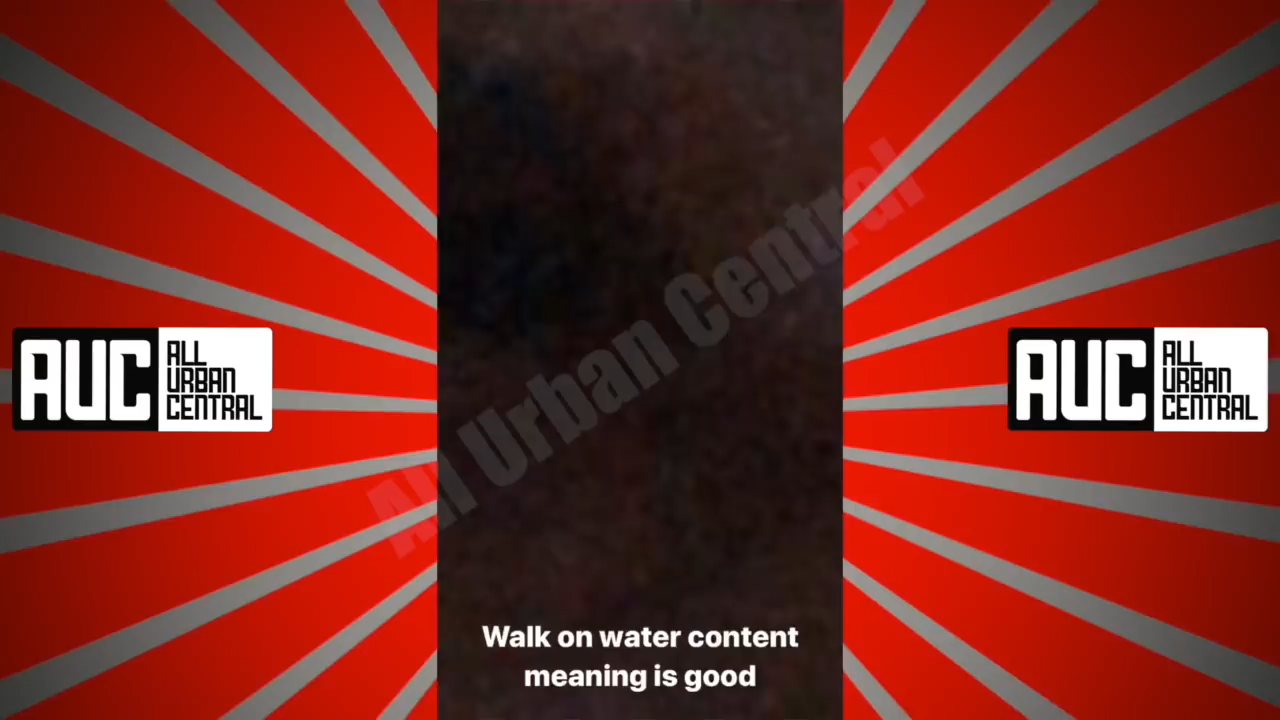 AUC
ALL
URBAN
CENTRAL
All Urban Central
AUC
ALL
URBAN
CENTRAL
Walk on water content
meaning is good